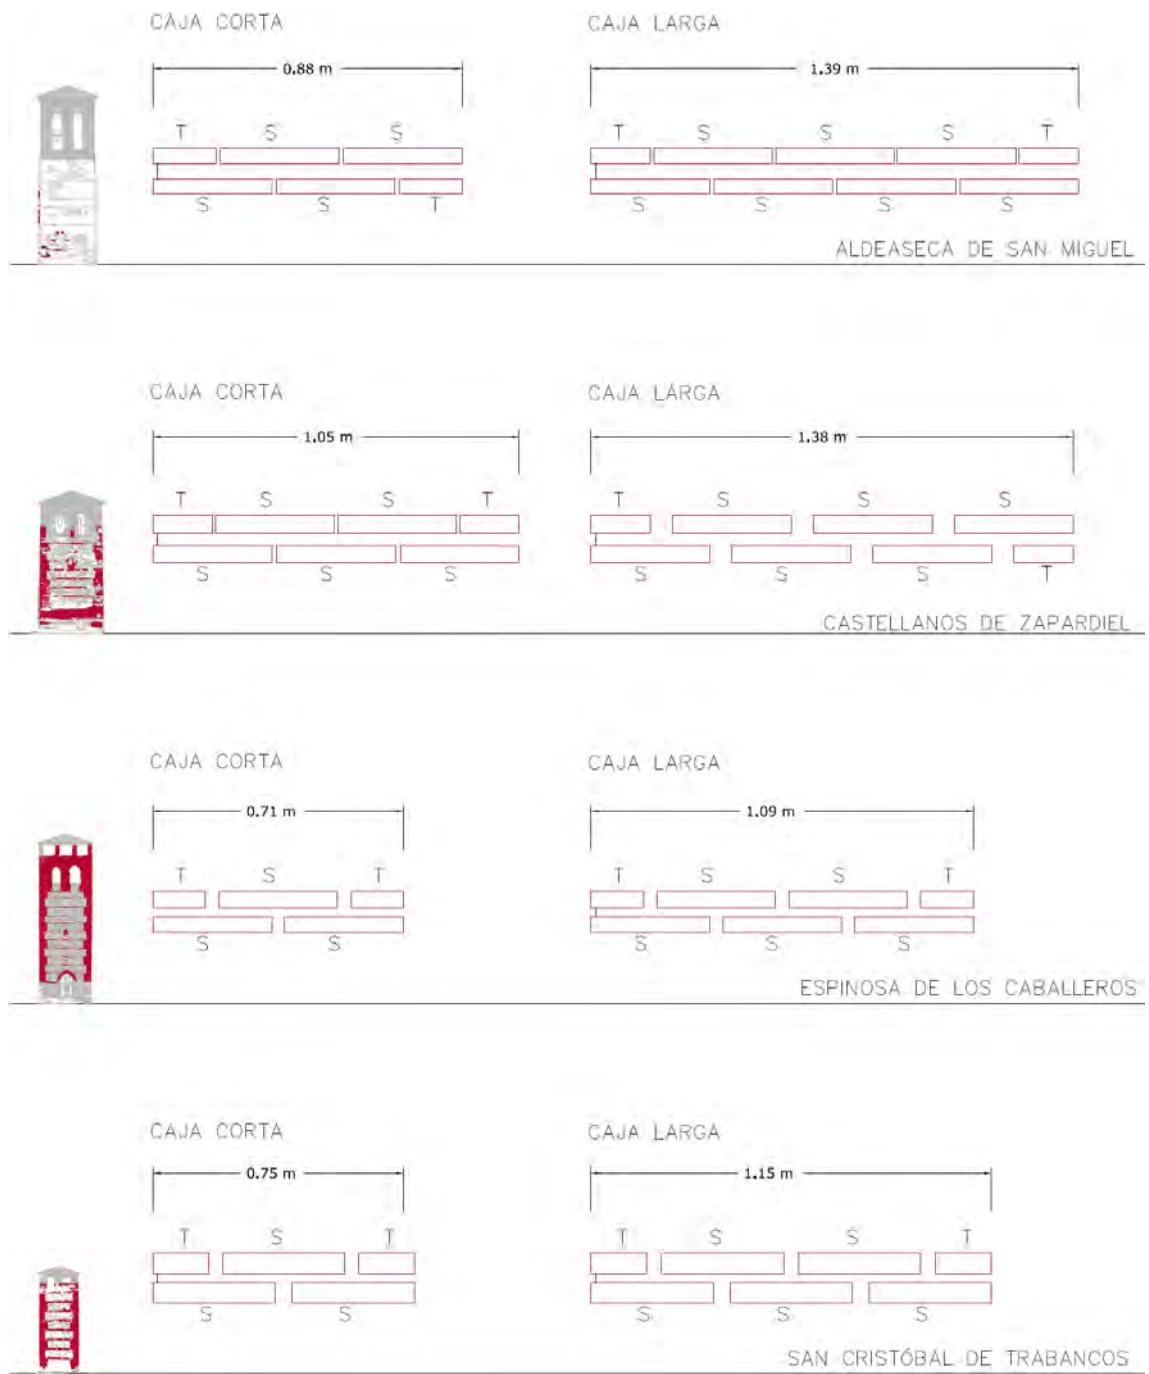 CAJA CORTA CAJA LARGA
0.88 m 1.39 m
T S S T S S S T
S S T S S S S
ALDEASECA DE SAN MIGUEL
CAJA CORTA CAJA LARGA
1.05 m 1.38 m
T S S T T S S S
S S S S S S T
CASTELLANOS DE ZAPARDIEL
CAJA CORTA CAJA LARGA
0.71 m 1.09 m
T S T T S S T
S S S S S
ESPINOSA DE LOS CABALLEROS
CAJA CORTA CAJA LARGA
0.75 m 1.15 m
T S T T S S T
S S S S S
SAN CRISTÓBAL DE TRABANCOS